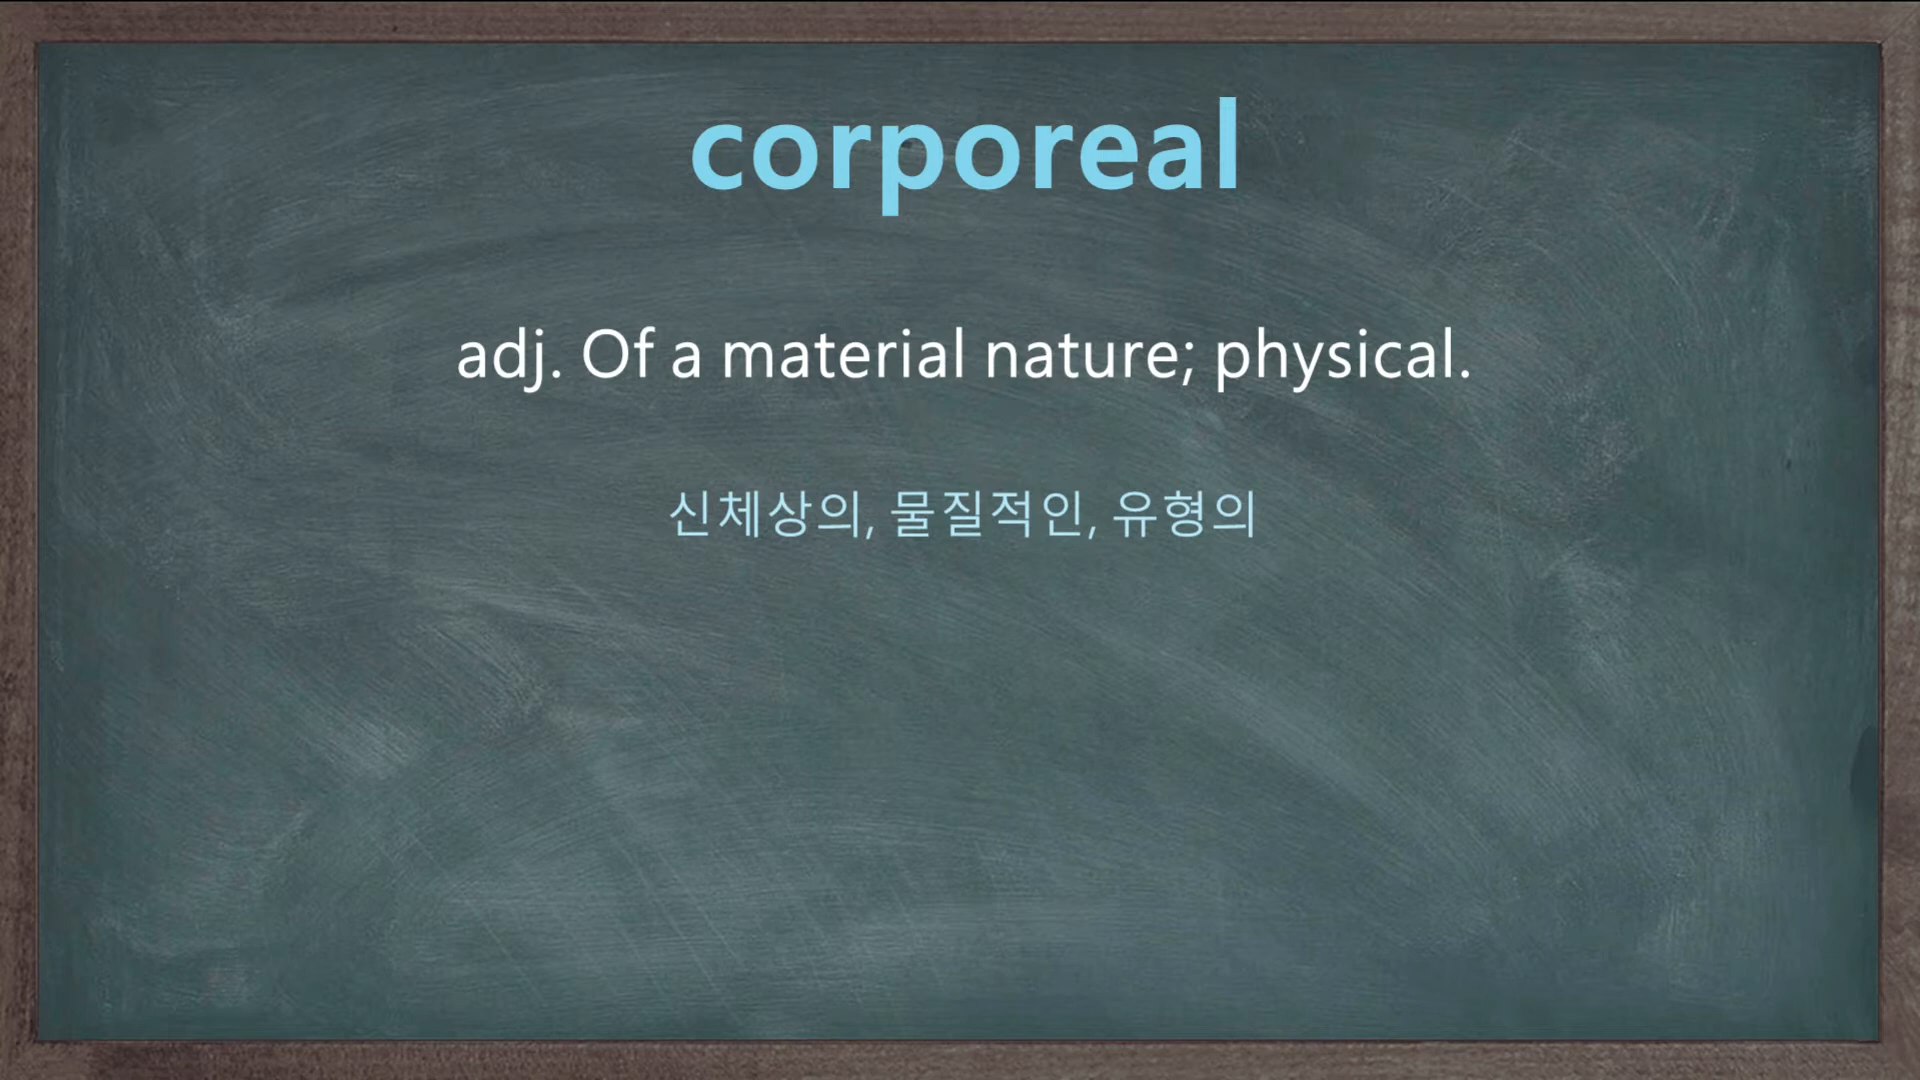 corporeal
adj. Of a material nature; physical.
신체상의, 물질적인, 유형의